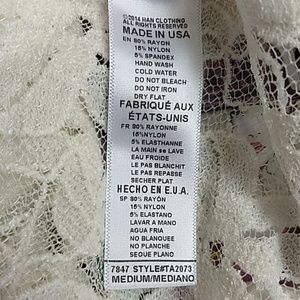 ©2014 HAN CLOTHING
ALL RIGHTS RESERVED
MADE IN USA
EN 80% RAYON
15% NYLON
5% SPANDEX
HAND WASH
COLD WATER
DO NOT BLEACH
DO NOT IRON
DRY FLAT
FABRIQUÉ AUX
ÉTATS-UNIS
FR 80% RAYONNE
15%NYLON
5% ELASTHANNE
LA MAIN se LAVE
EAU FROIDE
LE PAS BLANCHIT
LE PAS REPASSE
SECHER PLAT
HECHO EN E.U.A.
SP 80% RAYÓN
15%NYLON
5% ELASTANO
LAVAR A MANO
AGUA FRIA
NO BLANQUEE
NO PLANCHE
SEQUE PLANO
7847 STYLE#TA2073
MEDIUM/MEDIANO